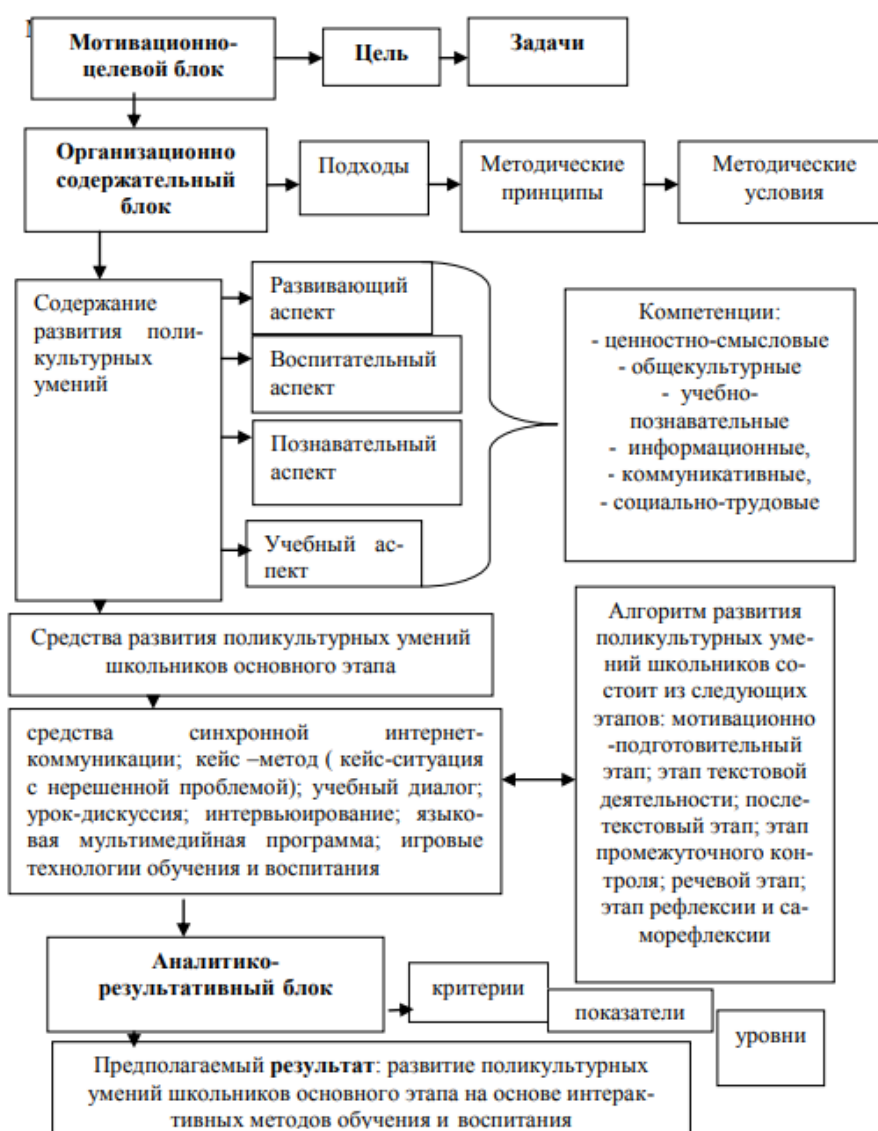 Мотивационно-
целевой блок
Цель
Задачи
Организационно
содержательный
блок
Подходы
Методические
принципы
Методические
условия
Содержание
развития поли-
культурных
умений
Развивающий
аспект
Воспитательный
аспект
Познавательный
аспект
Учебный ас-
пект
Компетенции:
- ценностно-смысловые
- общекультурные
- учебно-
познавательные
- информационные,
- коммуникативные,
- социально-трудовые
Средства развития поликультурных умений
школьников основного этапа
средства синхронной интернет-
коммуникации; кейс –метод ( кейс-ситуация
с нерешенной проблемой); учебный диалог;
урок-дискуссия; интервьюирование; языко-
вая мультимедийная программа; игровые
технологии обучения и воспитания
Алгоритм развития
поликультурных уме-
ний школьников со-
стоит из следующих
этапов: мотивационно
-подготовительный
этап; этап текстовой
деятельности; после-
текстовый этап; этап
промежуточного кон-
троля; речевой этап;
этап рефлексии и са-
морефлексии
Аналитико-
результативный блок
критерии
показатели
уровни
Предполагаемый результат: развитие поликультурных
умений школьников основного этапа на основе интерак-
тивных методов обучения и воспитания